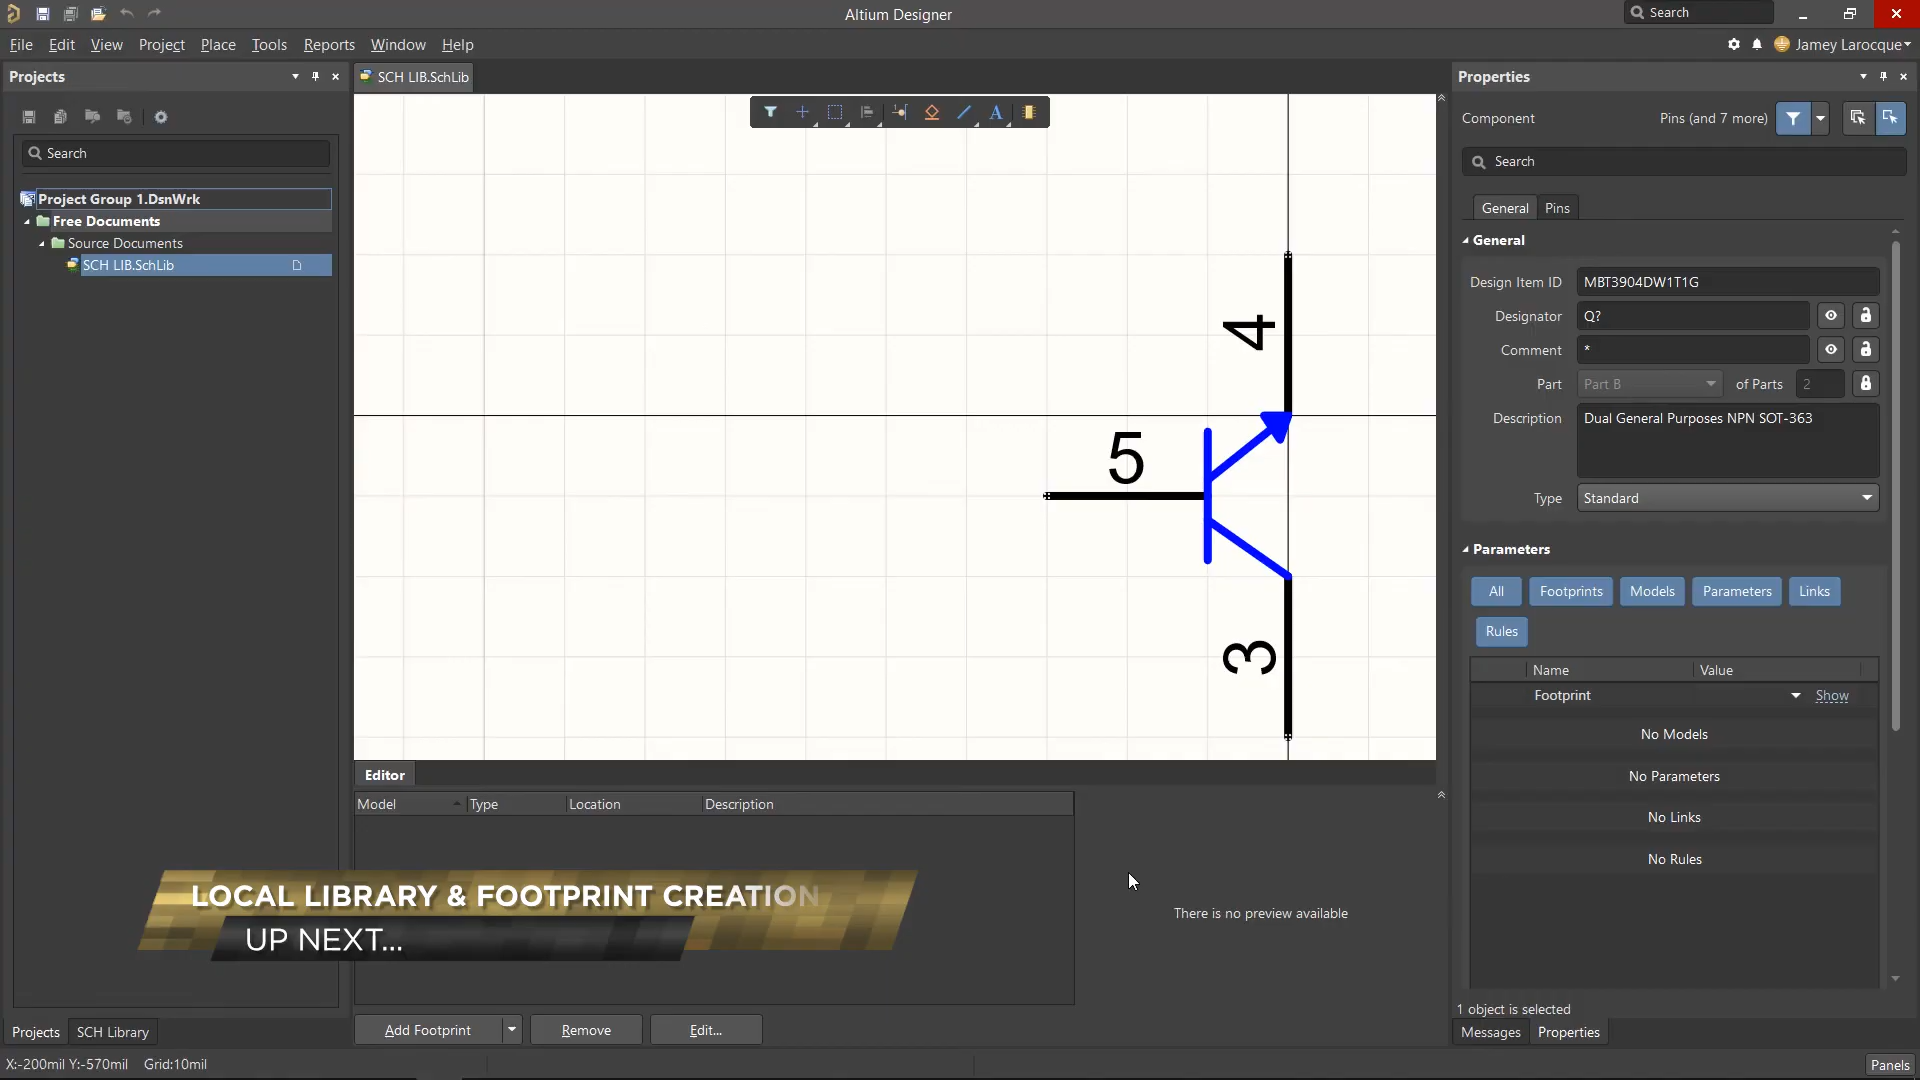 Altium Designer
Search
File Edit View Project Place Tools Reports Window Help
Jamey Larocque
Projects
Search
Project Group 1.DsnWrk
Free Documents
Source Documents
SCH LIB.SchLib
SCH LIB.SchLib
A
4
5
3
Editor
Model Type Location Description
There is no preview available
LOCAL LIBRARY & FOOTPRINT CREATION
UP NEXT...
Add Footprint Remove Edit...
Projects SCH Library
X:-200mil Y:-570mil Grid:10mil
Properties
Component Pins (and 7 more)
Search
General Pins
General
Design Item ID MBT3904DW1T1G
Designator Q?
Comment *
Part Part B of Parts 2
Description Dual General Purposes NPN SOT-363
Type Standard
Parameters
All Footprints Models Parameters Links
Rules
Name Value
Footprint Show
No Models
No Parameters
No Links
No Rules
1 object is selected
Messages Properties
Panels